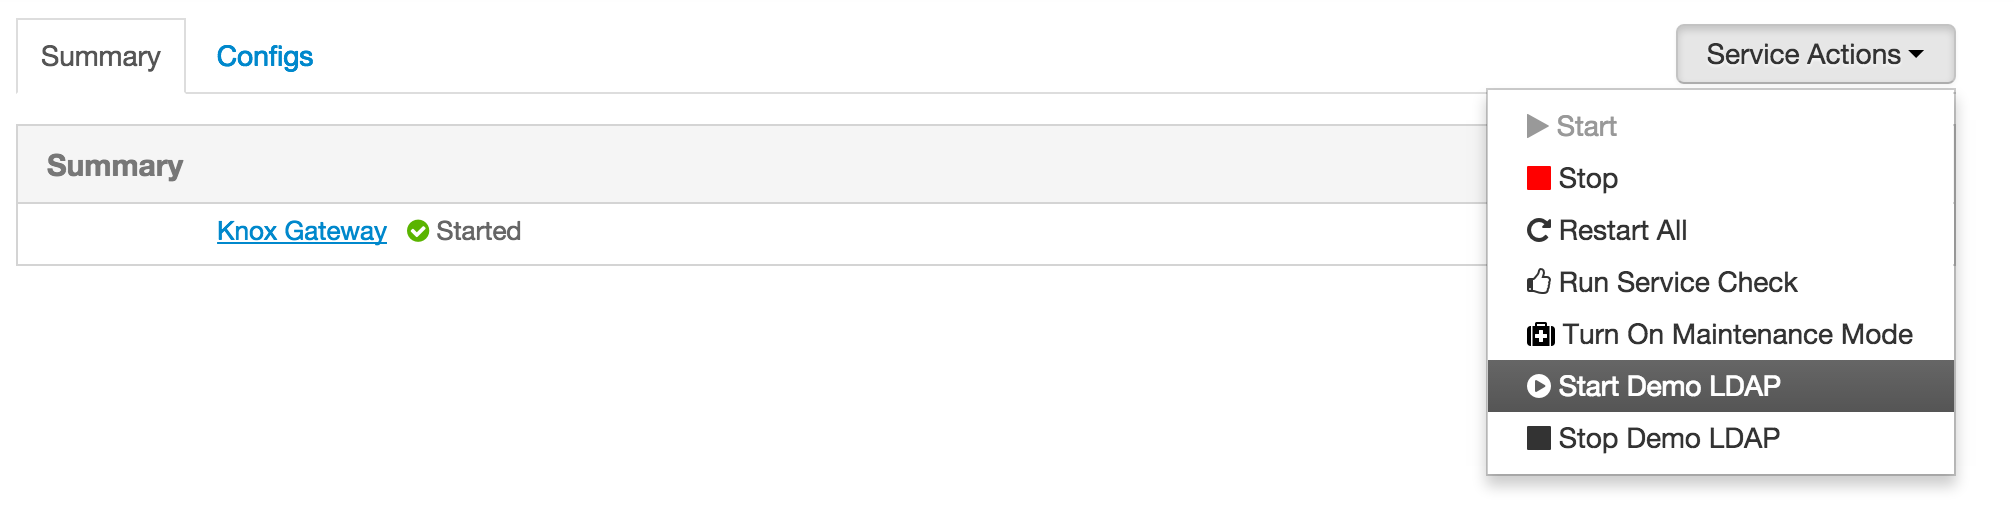 Summary
Configs
Service Actions
Summary
Knox Gateway Started
Start
Stop
Restart All
Run Service Check
Turn On Maintenance Mode
Start Demo LDAP
Stop Demo LDAP